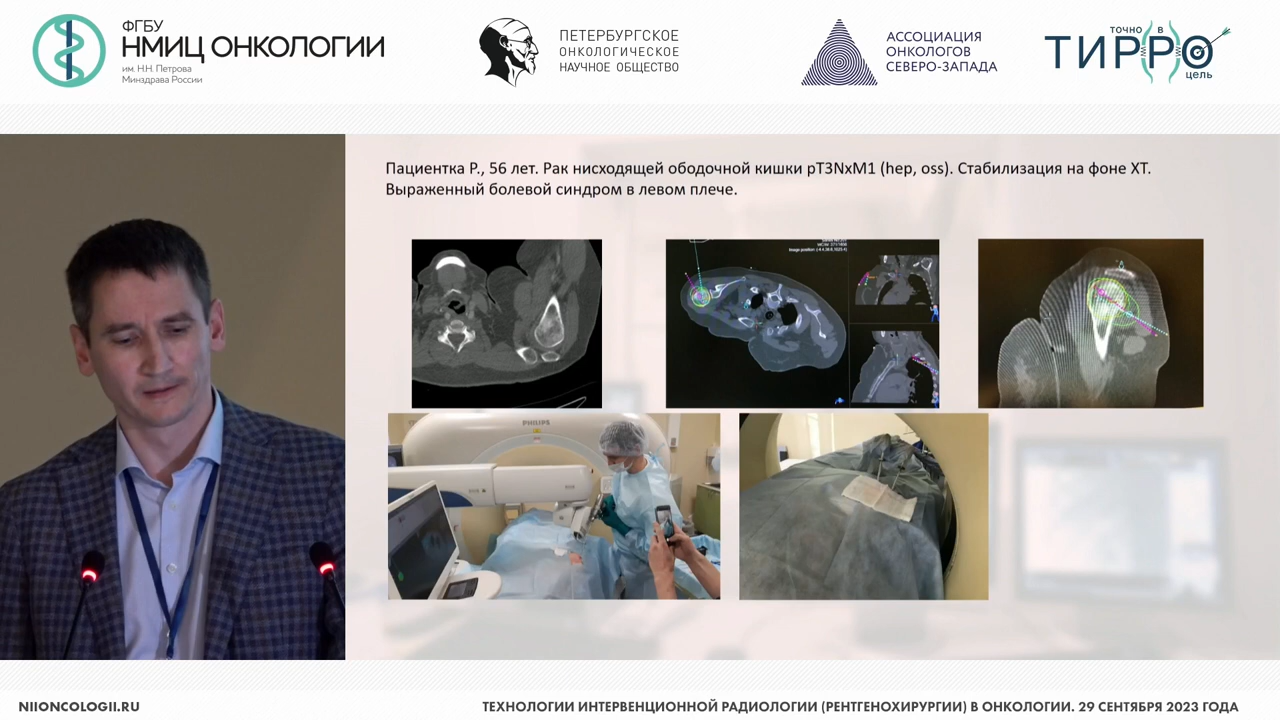 ФГБУ
НМИЦ ОНКОЛОГИИ
им. Н.Н. Петрова
Минздрава России
ПЕТЕРБУРГСКОЕ
ОНКОЛОГИЧЕСКОЕ
НАУЧНОЕ ОБЩЕСТВО
АССОЦИАЦИЯ
ОНКОЛОГОВ
СЕВЕРО-ЗАПАДА
ТОЧНО В
ТИРРО
цель
Пациентка Р., 56 лет. Рак нисходящей ободочной кишки pT3NxM1 (hep, oss). Стабилизация на фоне ХТ.
Выраженный болевой синдром в левом плече.
PHILIPS
NIIONCOLOGII.RU
ТЕХНОЛОГИИ ИНТЕРВЕНЦИОННОЙ РАДИОЛОГИИ (РЕНТГЕНОХИРУРГИИ) В ОНКОЛОГИИ. 29 СЕНТЯБРЯ 2023 ГОДА